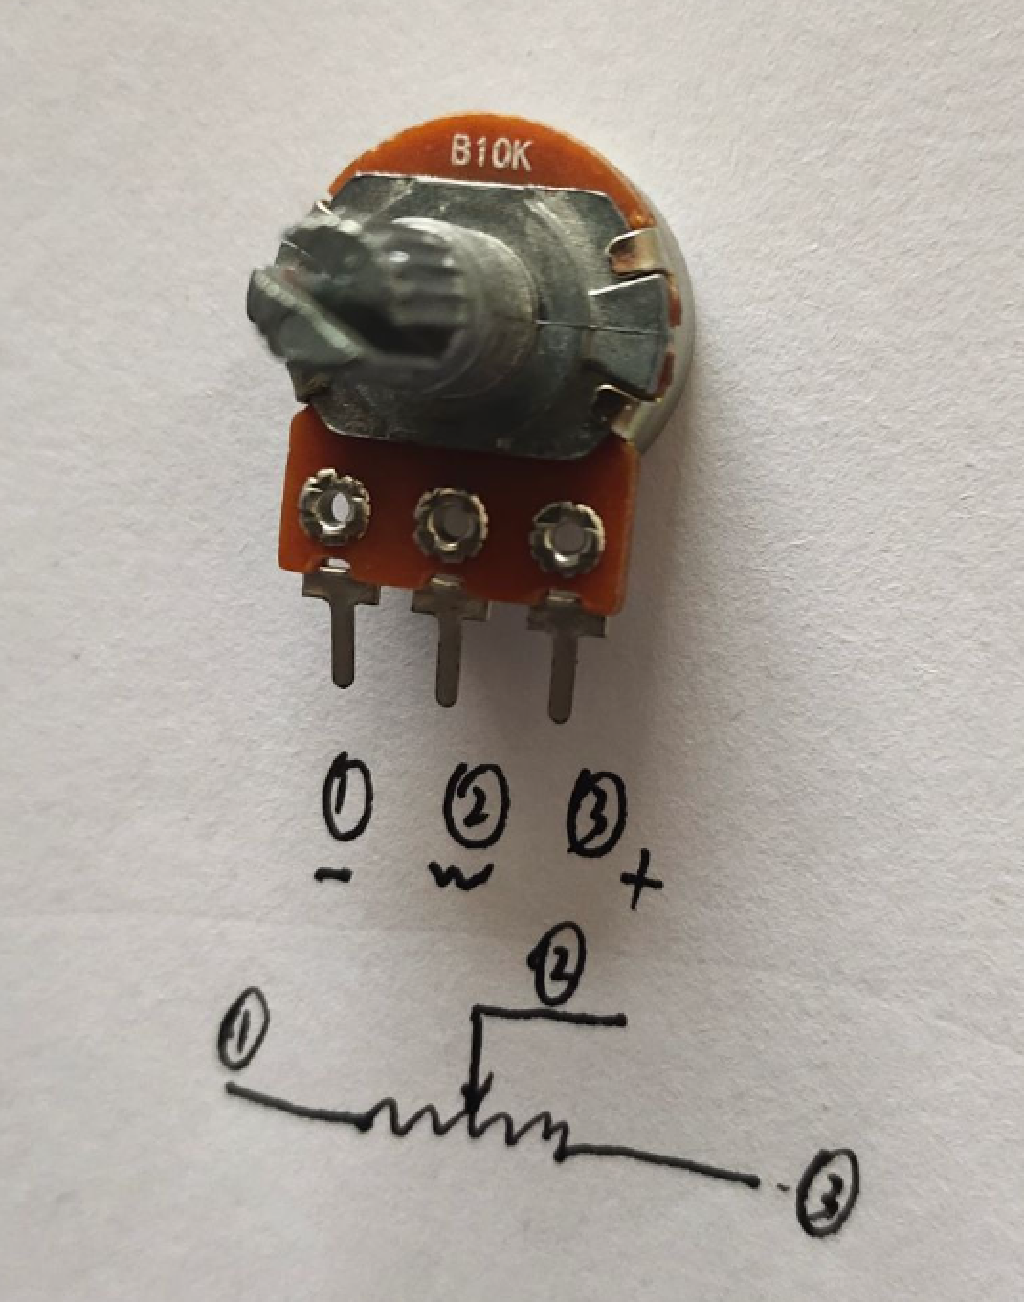 B10K
① ② ③
- w +
②
①
③